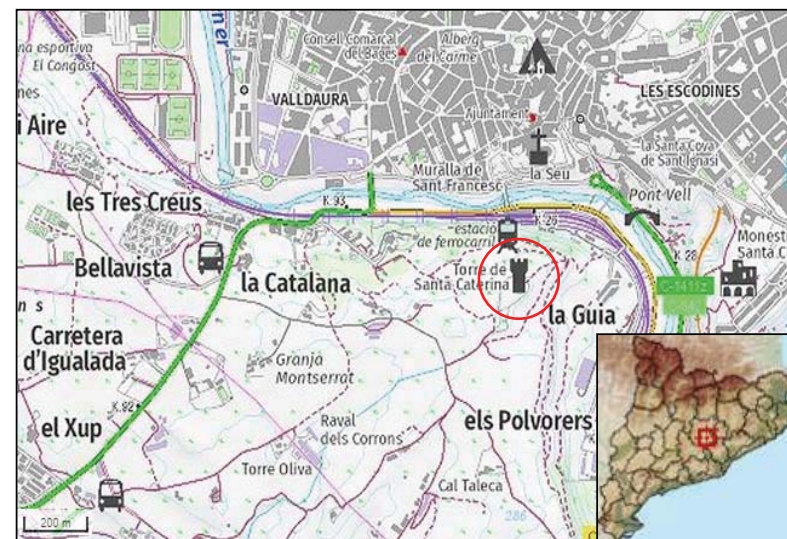 na esportiva
El Congost
Consell Comarcal
del Bages
Alberg
del Carme
VALLDAURA
LES ESCODINES
Ajuntament
i Aire
la Seu
la Santa Cova
de Sant Ignasi
Muralla de
Sant Francesc
Pont Vell
les Tres Creus
K 93
estació
de ferrocarril
K 26
K 28
Monest
Santa C
Bellavista
la Catalana
Torre de
Santa Caterina
C-1411z
la Guia
Carretera
d'Igualada
Granja
Montserrat
K 92
el Xup
Raval
dels Corrons
els Polvorers
Torre Oliva
Cal Taleca
286
200 m